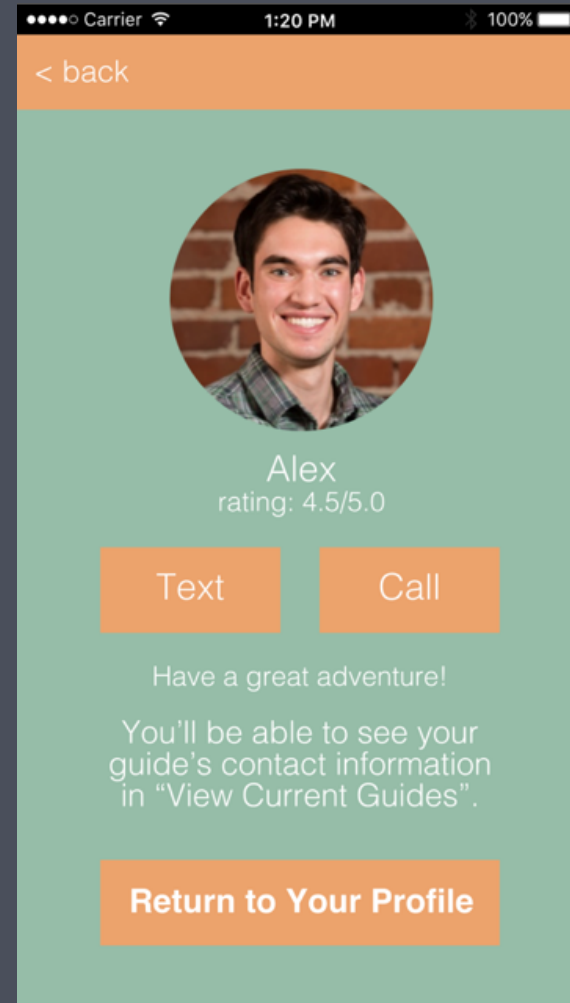 Carrier 1:20 PM 100%
< back
Alex
rating: 4.5/5.0
Text Call
Have a great adventure!
You’ll be able to see your
guide’s contact information
in “View Current Guides”.
Return to Your Profile